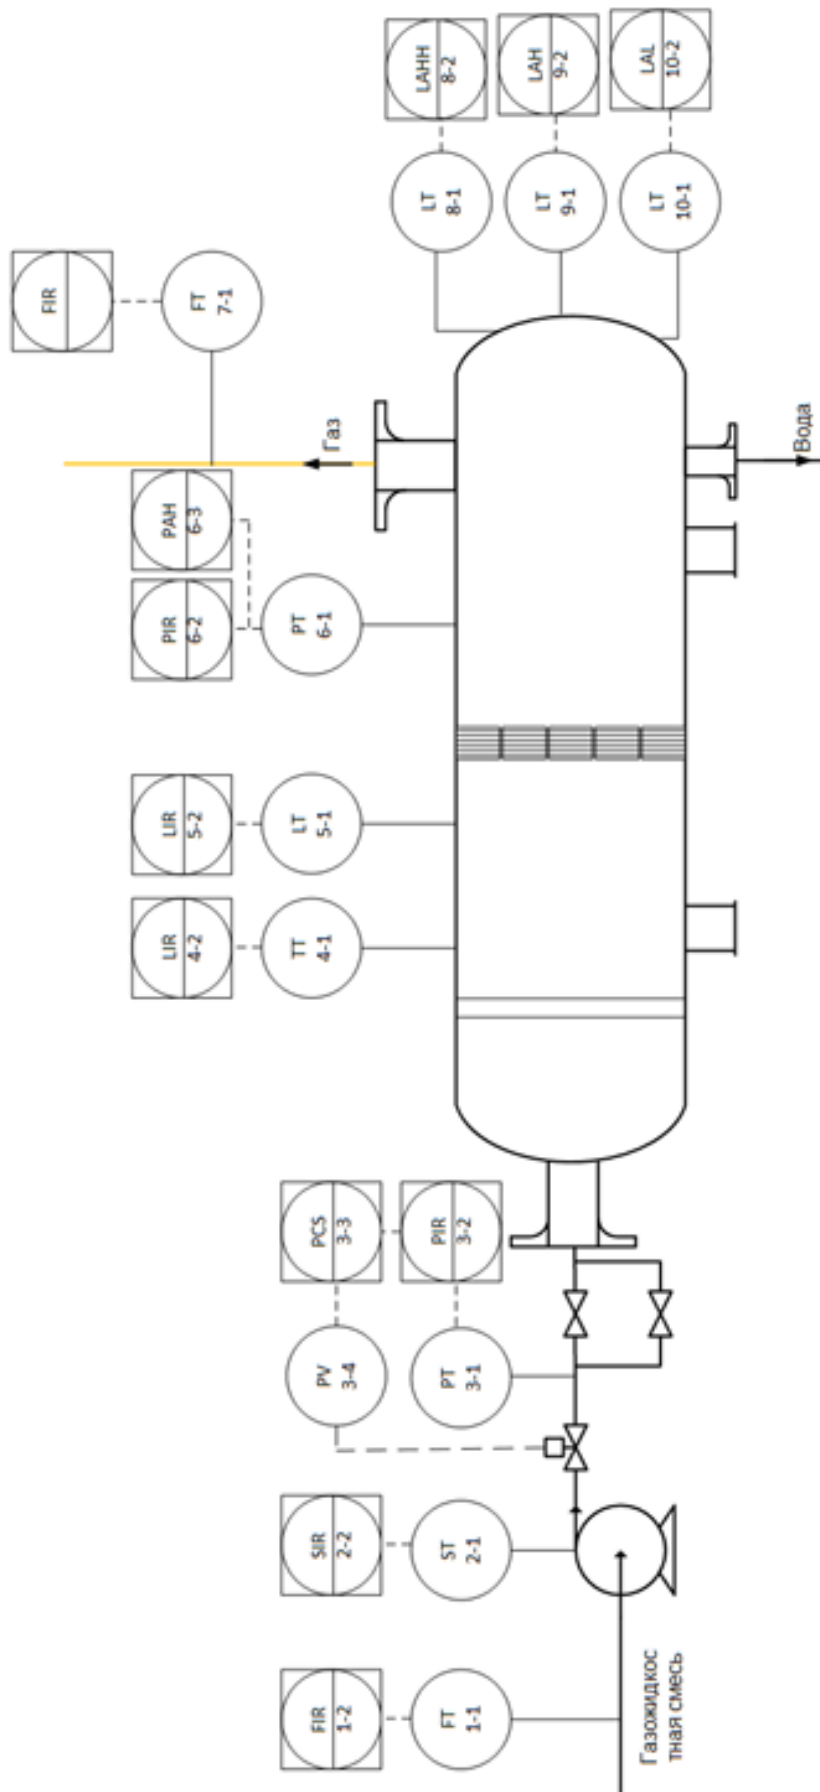 LAHH
8-2
LAH
9-2
LAL
10-2
LT
8-1
LT
9-1
LT
10-1
FIR
FT
7-1
Газ
Вода
PAH
6-3
PIR
6-2
PT
6-1
LIR
5-2
LT
5-1
LIR
4-2
TT
4-1
PCS
3-3
PIR
3-2
PV
3-4
PT
3-1
SIR
2-2
ST
2-1
FIR
1-2
FT
1-1
Газожидкос
тная смесь